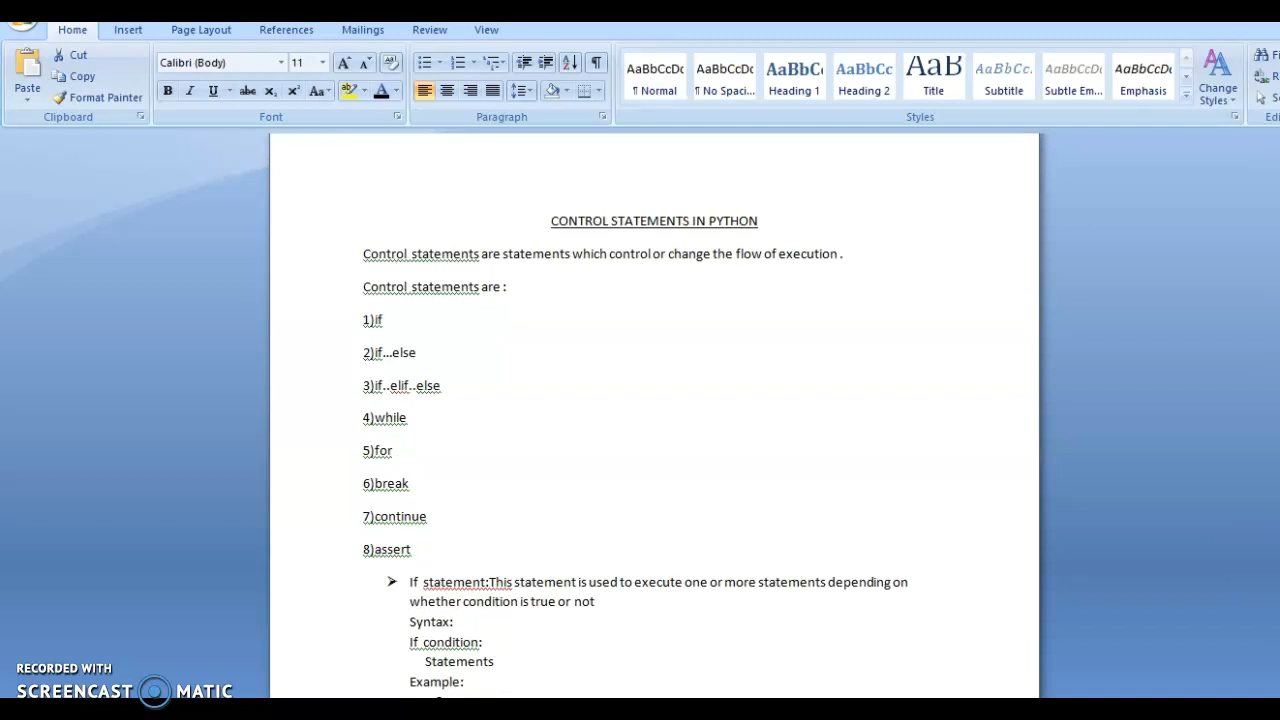 Home Insert Page Layout References Mailings Review View
Cut
Copy
Format Painter
Paste
Clipboard
Calibri (Body) 11
Font
Paragraph
AaBbCcDc AaBbCcDc AaBbC AaBbCc AaB AaBbCc. AaBbCcDc AaBbCcDc
¶ Normal ¶ No Spaci... Heading 1 Heading 2 Title Subtitle Subtle Em... Emphasis
Change
Styles
Styles
CONTROL STATEMENTS IN PYTHON
Control statements are statements which control or change the flow of execution .
Control statements are :
1)if
2)if...else
3)if..elif..else
4)while
5)for
6)break
7)continue
8)assert
➢ If statement:This statement is used to execute one or more statements depending on
whether condition is true or not
Syntax:
If condition:
Statements
Example:
RECORDED WITH
SCREENCAST MATIC